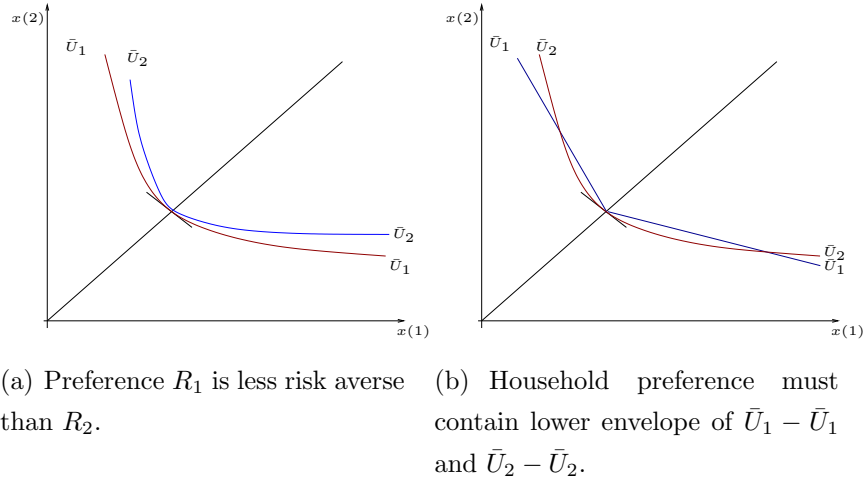 x(2)
Ū₁
Ū₂
Ū₂
Ū₁
x(1)
x(2)
Ū₁
Ū₂
Ū₂
Ū₁
x(1)
(a) Preference R₁ is less risk averse
than R₂.
(b) Household preference must
contain lower envelope of Ū₁ − Ū₁
and Ū₂ − Ū₂.